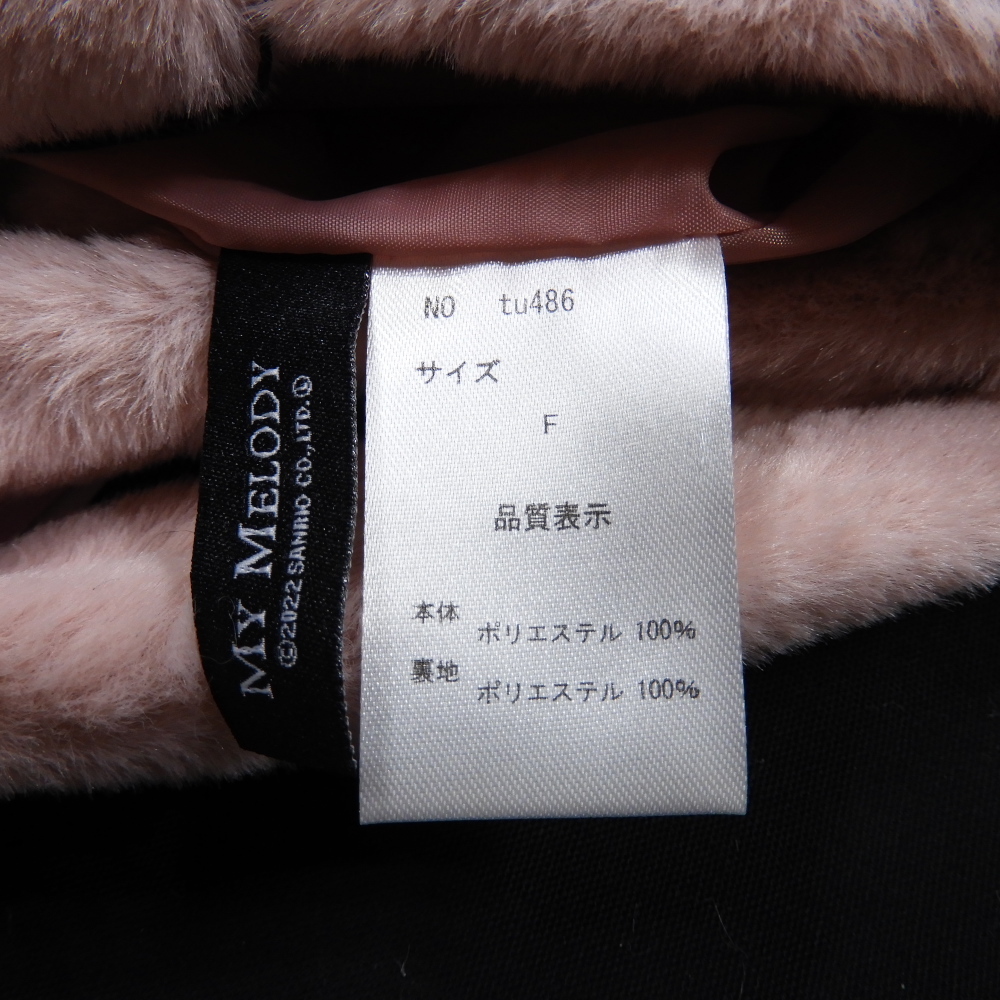 MY MELODY
©2022 SANRIO CO.,LTD.Ⓛ
NO tu486
サイズ
F
品質表示
本体
ポリエステル 100%
裏地
ポリエステル 100%